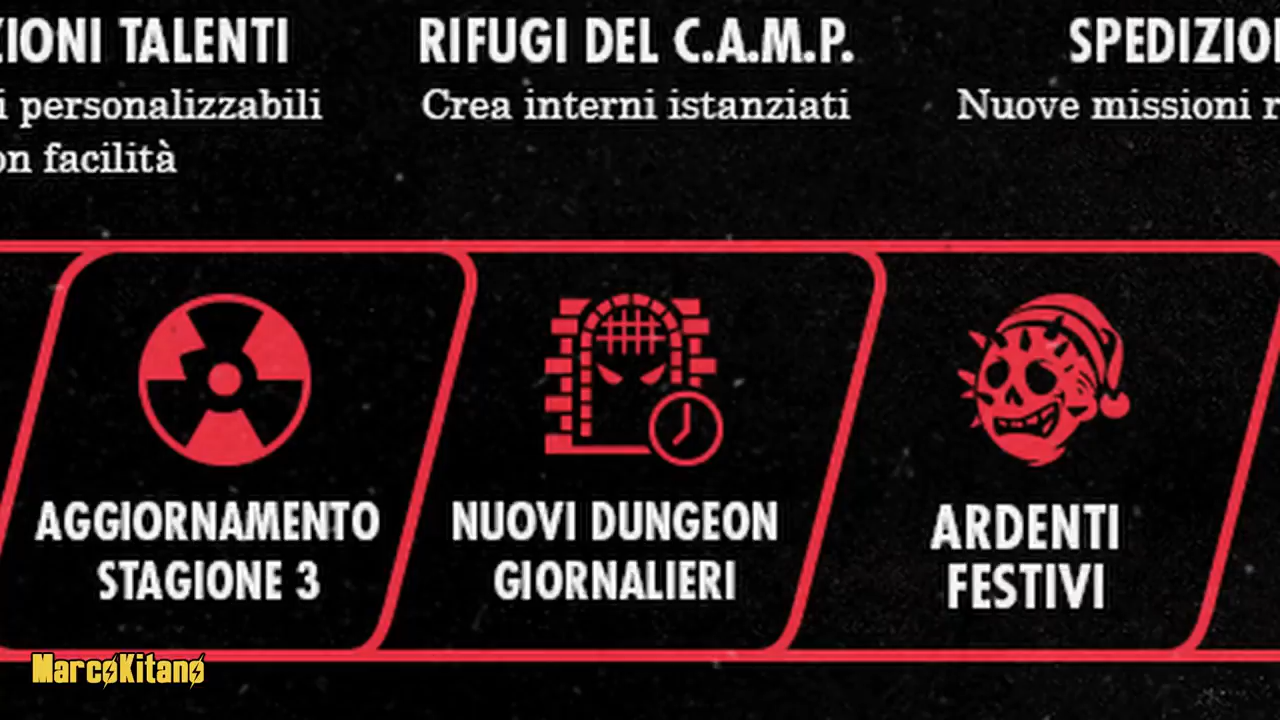 ZIONI TALENTI
i personalizzabili
on facilità
RIFUGI DEL C.A.M.P.
Crea interni istanziati
SPEDIZIO
Nuove missioni
AGGIORNAMENTO
STAGIONE 3
NUOVI DUNGEON
GIORNALIERI
ARDENTI
FESTIVI
MarcoKitano